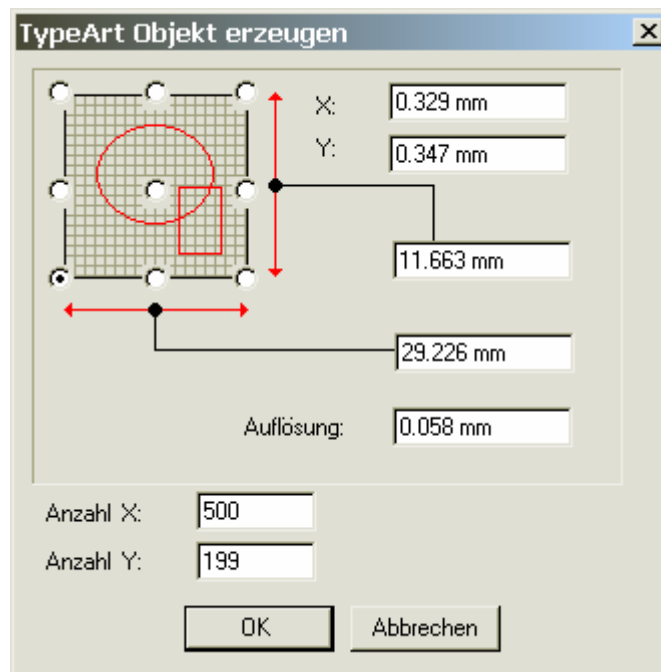 TypeArt Objekt erzeugen
X: 0.329 mm
Y: 0.347 mm
11.663 mm
29.226 mm
Auflösung: 0.058 mm
Anzahl X: 500
Anzahl Y: 199
OK Abbrechen